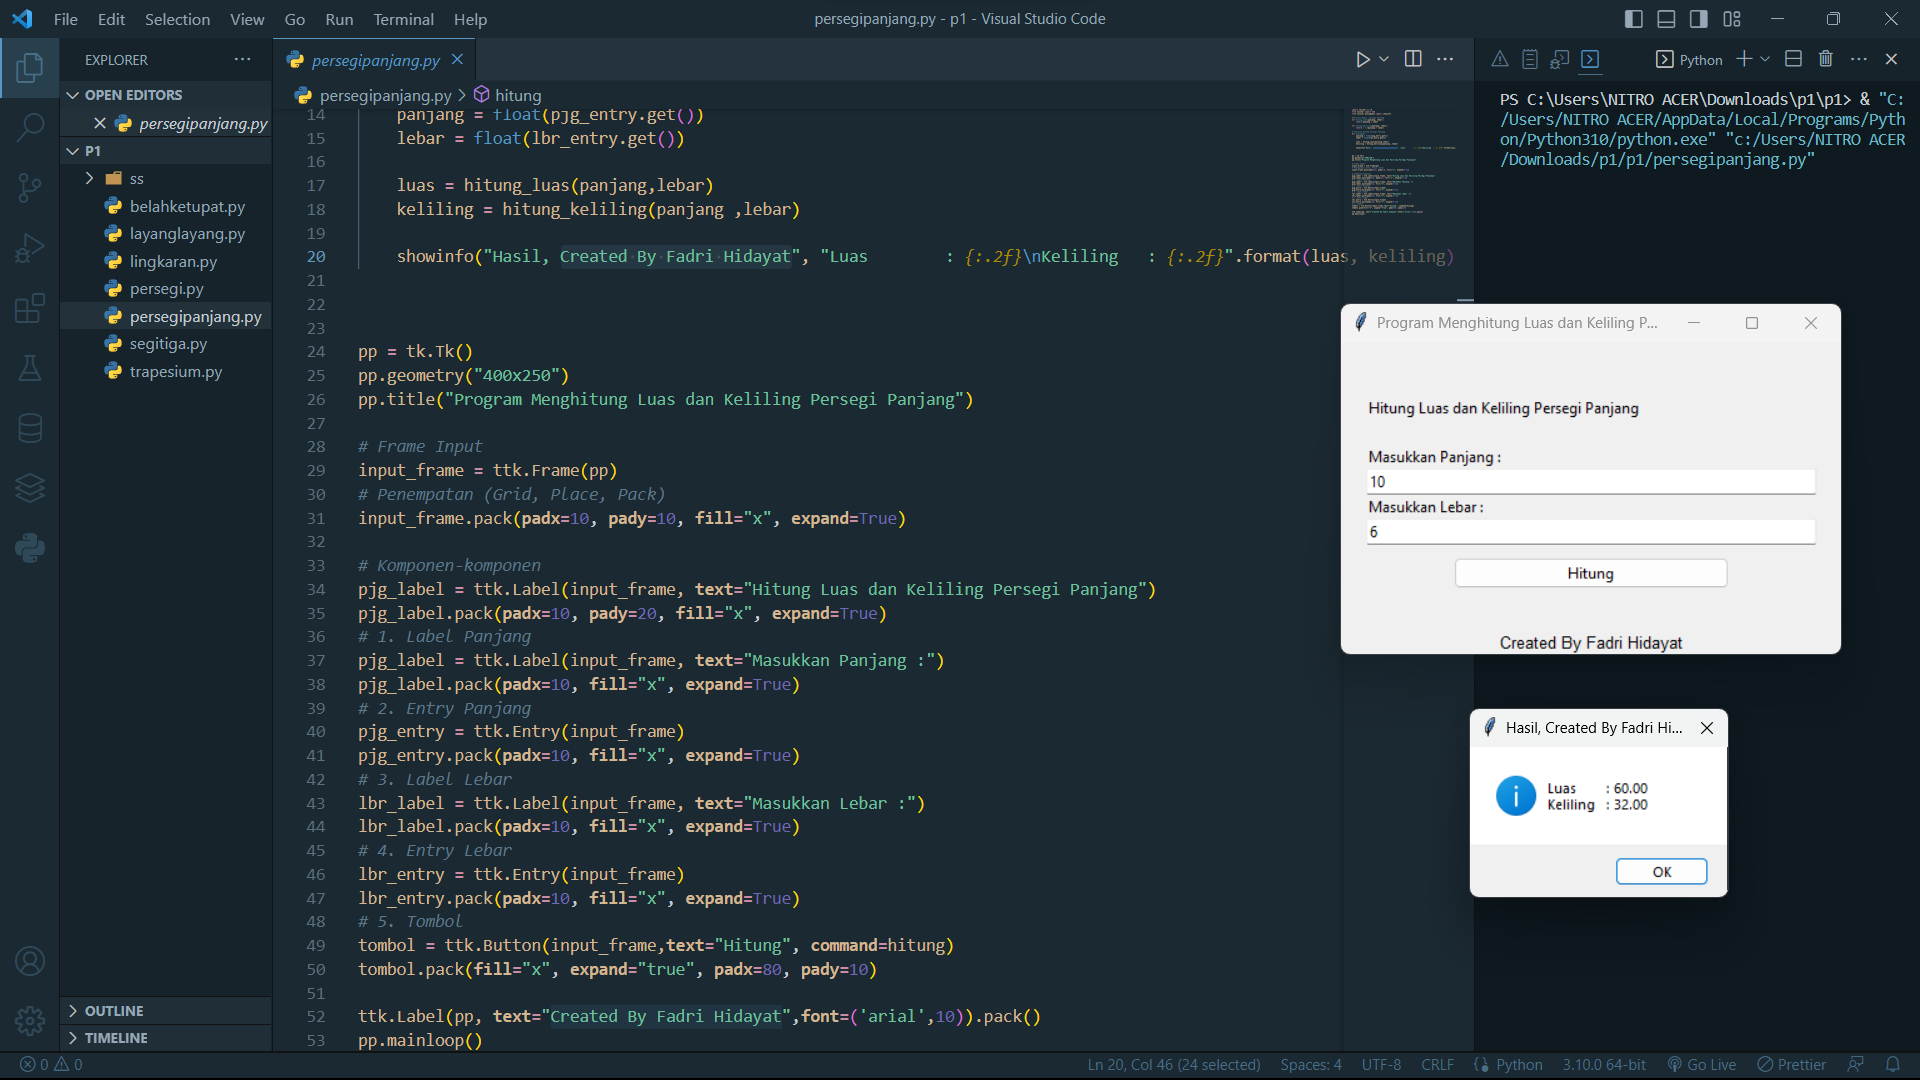 File Edit Selection View Go Run Terminal Help
persegipanjang.py - p1 - Visual Studio Code
EXPLORER
OPEN EDITORS
persegipanjang.py
P1
ss
belahketupat.py
layanglayang.py
lingkaran.py
persegi.py
persegipanjang.py
segitiga.py
trapesium.py
OUTLINE
TIMELINE
persegipanjang.py
persegipanjang.py > hitung
14 panjang = float(pjg_entry.get())
15 lebar = float(lbr_entry.get())
16
17 luas = hitung_luas(panjang,lebar)
18 keliling = hitung_keliling(panjang ,lebar)
19
20 showinfo("Hasil, Created By Fadri Hidayat", "Luas        : {:.2f}\nKeliling   : {:.2f}".format(luas, keliling)
21
22
23
24 pp = tk.Tk()
25 pp.geometry("400x250")
26 pp.title("Program Menghitung Luas dan Keliling Persegi Panjang")
27
28 # Frame Input
29 input_frame = ttk.Frame(pp)
30 # Penempatan (Grid, Place, Pack)
31 input_frame.pack(padx=10, pady=10, fill="x", expand=True)
32
33 # Komponen-komponen
34 pjg_label = ttk.Label(input_frame, text="Hitung Luas dan Keliling Persegi Panjang")
35 pjg_label.pack(padx=10, pady=20, fill="x", expand=True)
36 # 1. Label Panjang
37 pjg_label = ttk.Label(input_frame, text="Masukkan Panjang :")
38 pjg_label.pack(padx=10, fill="x", expand=True)
39 # 2. Entry Panjang
40 pjg_entry = ttk.Entry(input_frame)
41 pjg_entry.pack(padx=10, fill="x", expand=True)
42 # 3. Label Lebar
43 lbr_label = ttk.Label(input_frame, text="Masukkan Lebar :")
44 lbr_label.pack(padx=10, fill="x", expand=True)
45 # 4. Entry Lebar
46 lbr_entry = ttk.Entry(input_frame)
47 lbr_entry.pack(padx=10, fill="x", expand=True)
48 # 5. Tombol
49 tombol = ttk.Button(input_frame,text="Hitung", command=hitung)
50 tombol.pack(fill="x", expand="true", padx=80, pady=10)
51
52 ttk.Label(pp, text="Created By Fadri Hidayat",font=('arial',10)).pack()
53 pp.mainloop()
Python
PS C:\Users\NITRO ACER\Downloads\p1\p1> & "C:
/Users/NITRO ACER/AppData/Local/Programs/Pyth
on/Python310/python.exe" "c:/Users/NITRO ACER
/Downloads/p1/p1/persegipanjang.py"
Program Menghitung Luas dan Keliling P...
Hitung Luas dan Keliling Persegi Panjang
Masukkan Panjang :
10
Masukkan Lebar :
6
Hitung
Created By Fadri Hidayat
Hasil, Created By Fadri Hi...
Luas : 60.00
Keliling : 32.00
OK
0 0
Ln 20, Col 46 (24 selected) Spaces: 4 UTF-8 CRLF Python 3.10.0 64-bit Go Live Prettier